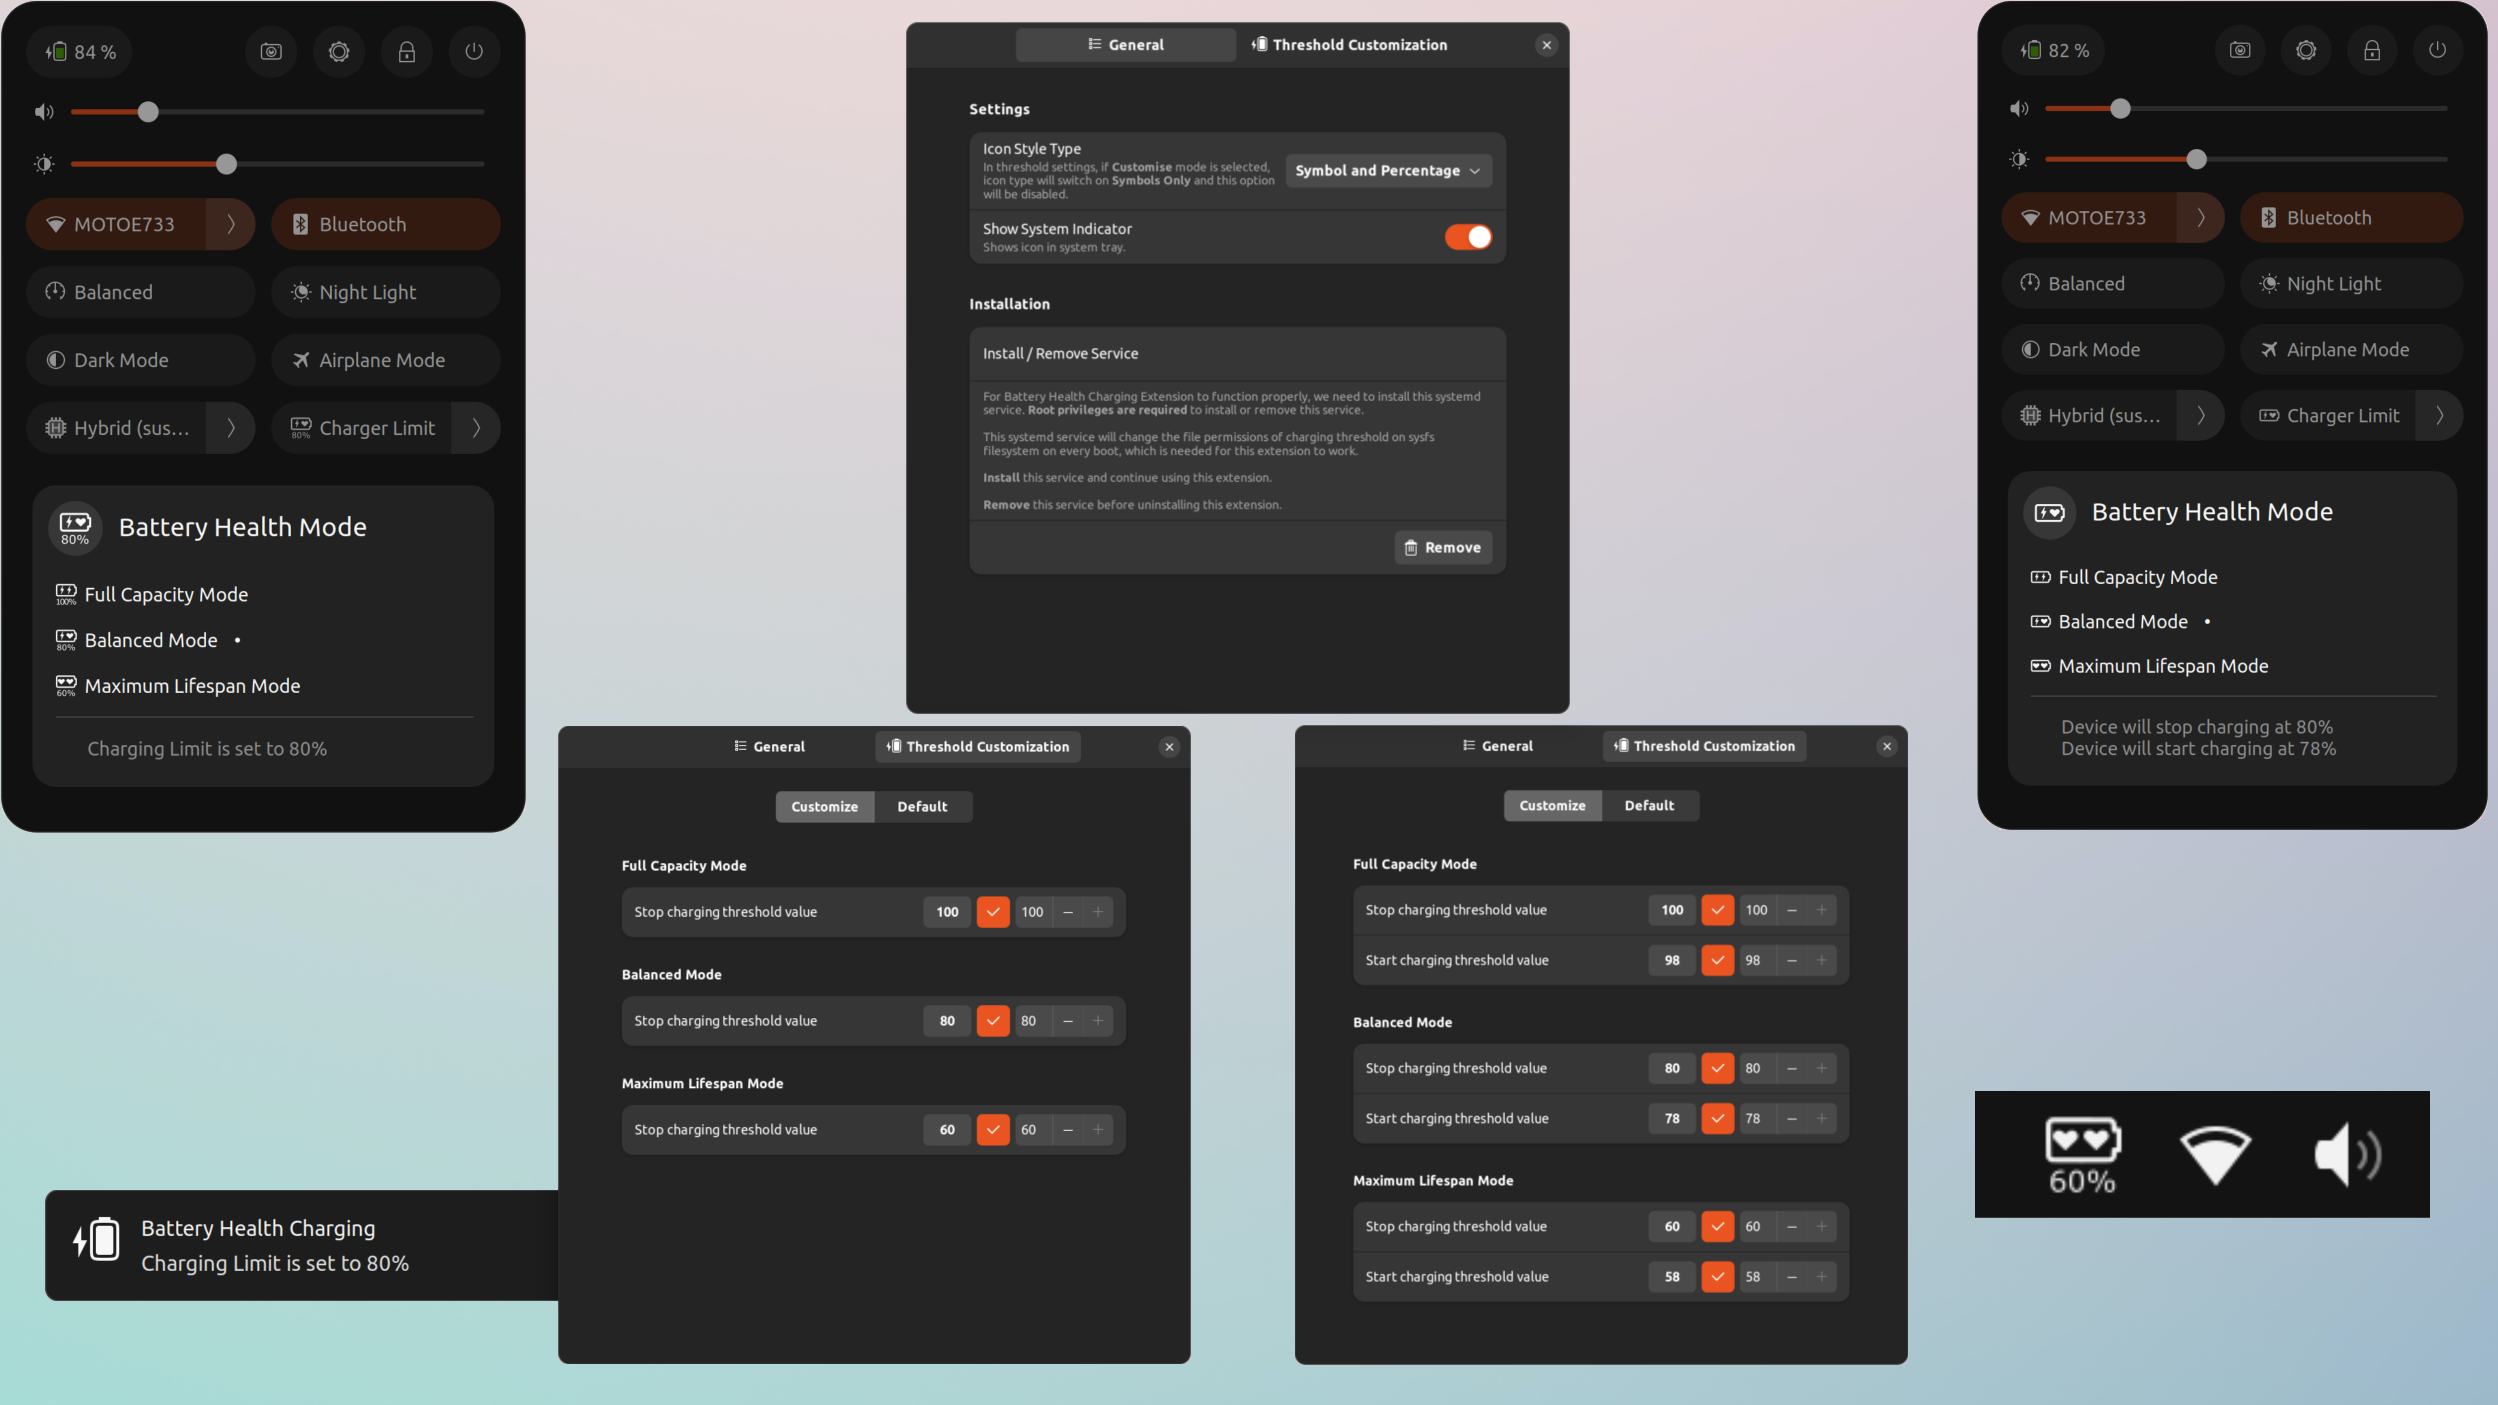 84 %
MOTOE733
Bluetooth
Balanced
Night Light
Dark Mode
Airplane Mode
Hybrid (sus...
80%
Charger Limit
80%
Battery Health Mode
100%
Full Capacity Mode
80%
Balanced Mode •
60%
Maximum Lifespan Mode
Charging Limit is set to 80%
General
Threshold Customization
Settings
Icon Style Type
In threshold settings, if Customise mode is selected,
icon type will switch on Symbols Only and this option
will be disabled.
Symbol and Percentage
Show System Indicator
Shows icon in system tray.
Installation
Install / Remove Service
For Battery Health Charging Extension to function properly, we need to install this systemd
service. Root privileges are required to install or remove this service.
This systemd service will change the file permissions of charging threshold on sysfs
filesystem on every boot, which is needed for this extension to work.
Install this service and continue using this extension.
Remove this service before uninstalling this extension.
Remove
82 %
MOTOE733
Bluetooth
Balanced
Night Light
Dark Mode
Airplane Mode
Hybrid (sus...
Charger Limit
Battery Health Mode
Full Capacity Mode
Balanced Mode •
Maximum Lifespan Mode
Device will stop charging at 80%
Device will start charging at 78%
General
Threshold Customization
Customize
Default
Full Capacity Mode
Stop charging threshold value 100 100 − +
Balanced Mode
Stop charging threshold value 80 80 − +
Maximum Lifespan Mode
Stop charging threshold value 60 60 − +
General
Threshold Customization
Customize
Default
Full Capacity Mode
Stop charging threshold value 100 100 − +
Start charging threshold value 98 98 − +
Balanced Mode
Stop charging threshold value 80 80 − +
Start charging threshold value 78 78 − +
Maximum Lifespan Mode
Stop charging threshold value 60 60 − +
Start charging threshold value 58 58 − +
Battery Health Charging
Charging Limit is set to 80%
60%